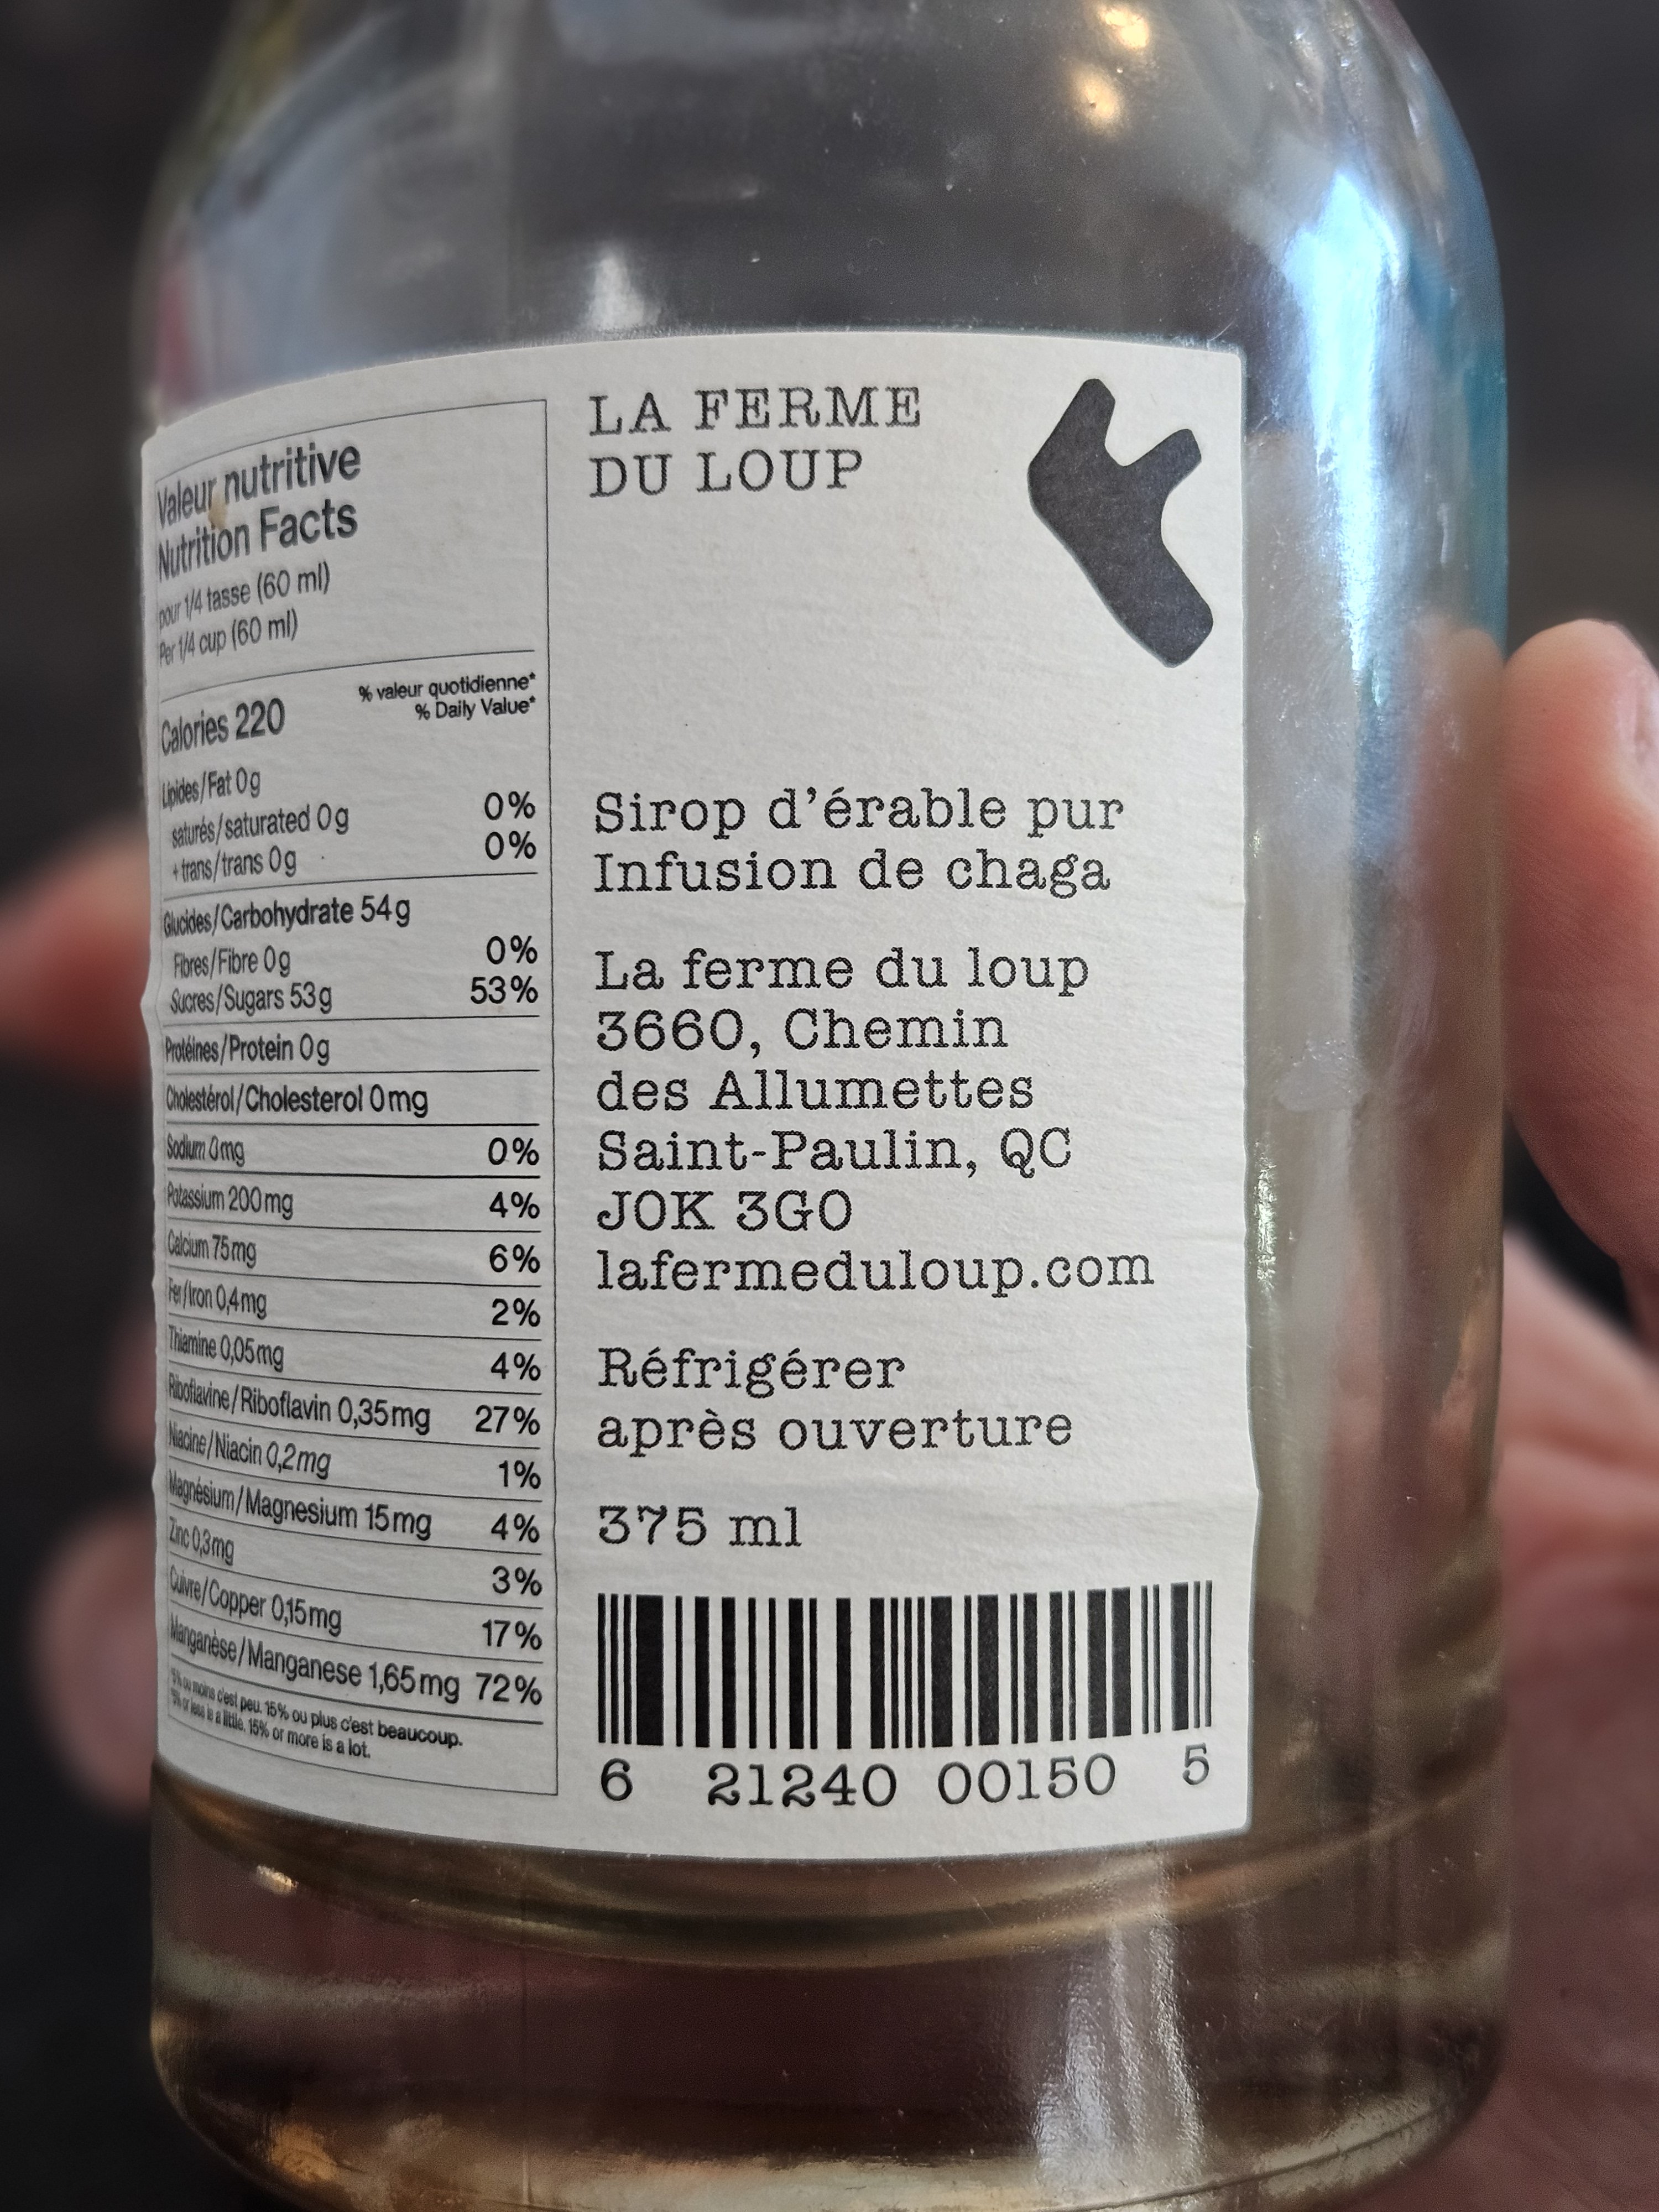 Valeur nutritive
Nutrition Facts
pour 1/4 tasse (60 ml)
Per 1/4 cup (60 ml)
Calories 220
% valeur quotidienne*
% Daily Value*
Lipides/Fat 0g 0%
saturés/saturated 0g
+trans/trans 0g 0%
Glucides/Carbohydrate 54g
Fibres/Fibre 0g 0%
Sucres/Sugars 53g 53%
Protéines/Protein 0g
Cholestérol/Cholesterol 0mg
Sodium 0mg 0%
Potassium 200mg 4%
Calcium 75mg 6%
Fer/Iron 0,4mg 2%
Thiamine 0,05mg 4%
Riboflavine/Riboflavin 0,35mg 27%
Niacine/Niacin 0,2mg 1%
Magnésium/Magnesium 15mg 4%
Zinc 0,3mg 3%
Cuivre/Copper 0,15mg 17%
Manganèse/Manganese 1,65mg 72%
*5% ou moins c'est peu. 15% ou plus c'est beaucoup.
*5% or less is a little. 15% or more is a lot.
LA FERME
DU LOUP
Sirop d'érable pur
Infusion de chaga
La ferme du loup
3660, Chemin
des Allumettes
Saint-Paulin, QC
J0K 3G0
lafermeduloup.com
Réfrigérer
après ouverture
375 ml
6 21240 00150 5